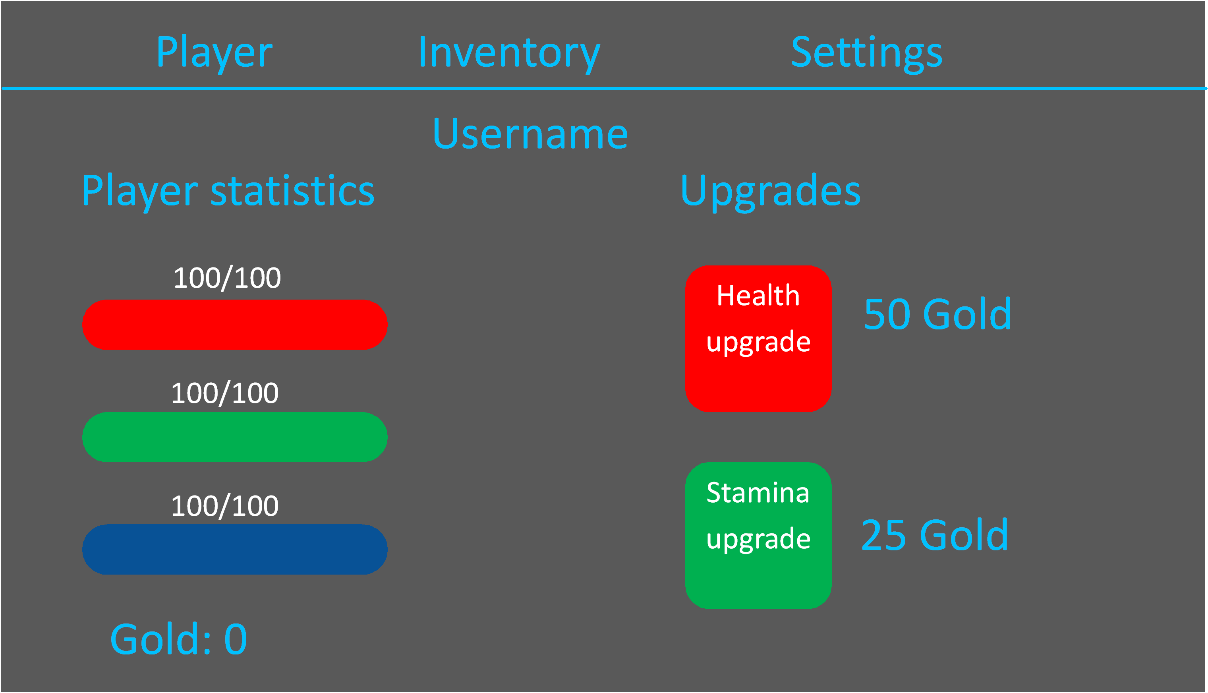 Player Inventory Settings
Username
Player statistics
Upgrades
100/100
100/100
100/100
Gold: 0
Health
upgrade
50 Gold
Stamina
upgrade
25 Gold